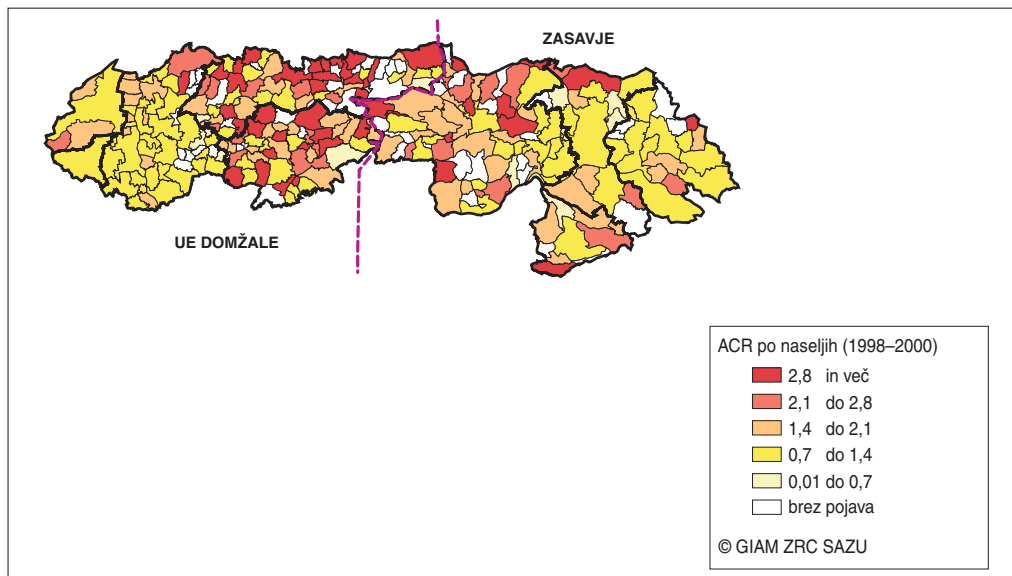 ZASAVJE
UE DOMŽALE
ACR po naseljih (1998–2000)
2,8 in več
2,1 do 2,8
1,4 do 2,1
0,7 do 1,4
0,01 do 0,7
brez pojava
© GIAM ZRC SAZU